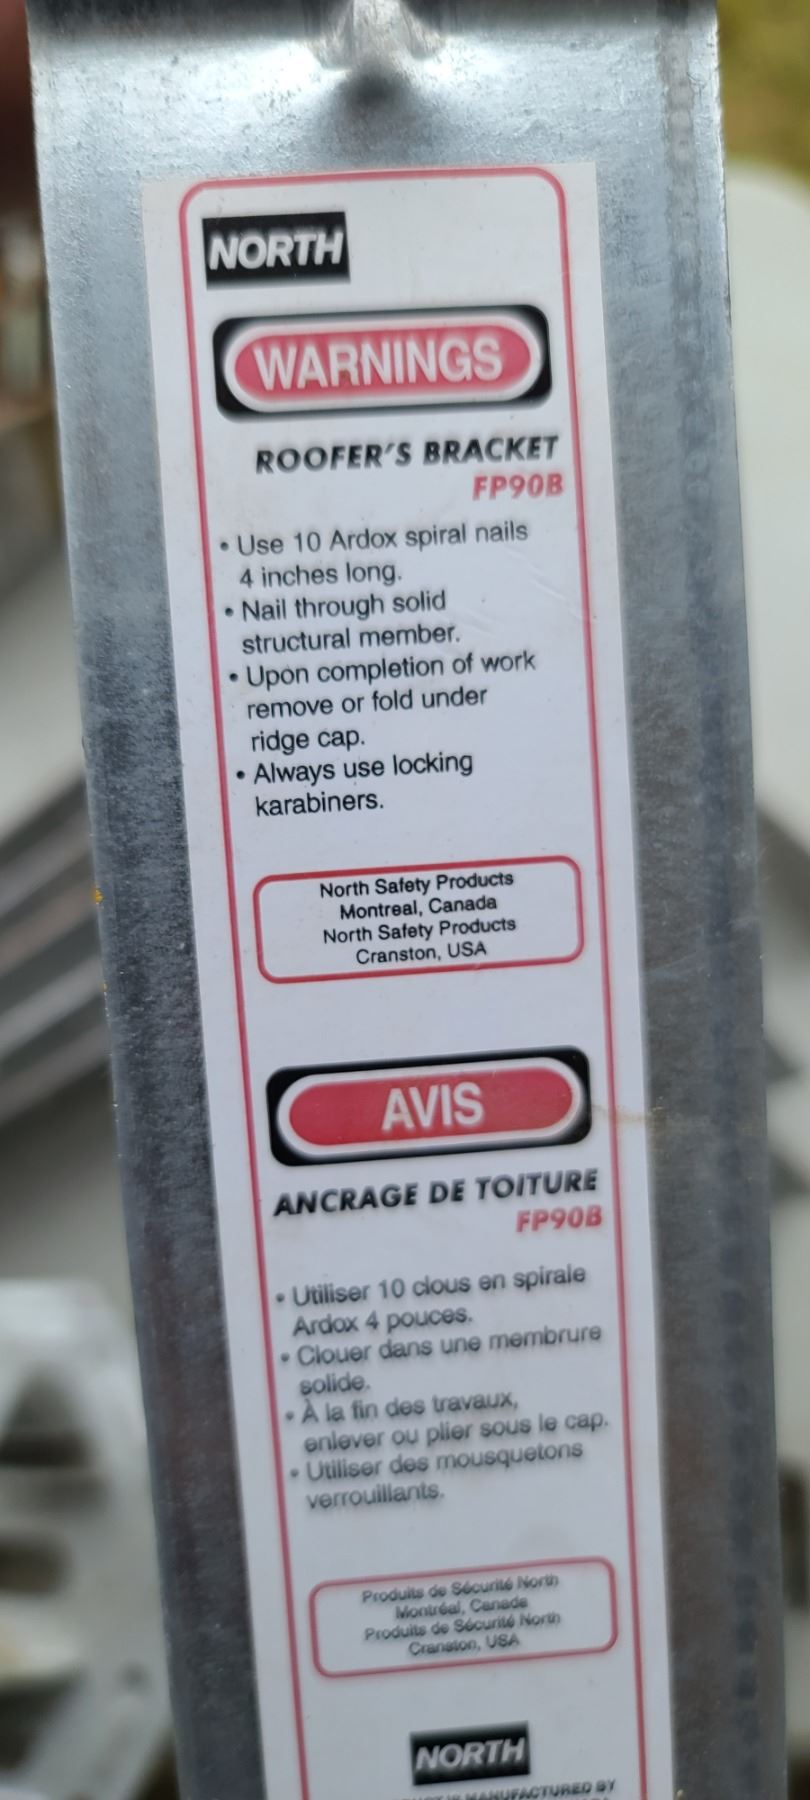 NORTH
WARNINGS
ROOFER'S BRACKET
FP90B
• Use 10 Ardox spiral nails
4 inches long.
• Nail through solid
structural member.
• Upon completion of work
remove or fold under
ridge cap.
• Always use locking
karabiners.
North Safety Products
Montreal, Canada
North Safety Products
Cranston, USA
AVIS
ANCRAGE DE TOITURE
FP90B
• Utiliser 10 clous en spirale
Ardox 4 pouces.
• Clouer dans une membrure
solide.
• À la fin des travaux,
enlever ou plier sous le cap.
• Utiliser des mousquetons
verrouillants.
Produits de Sécurité North
Montréal, Canada
Produits de Sécurité North
Cranston, USA
NORTH
IS MANUFACTURED BY